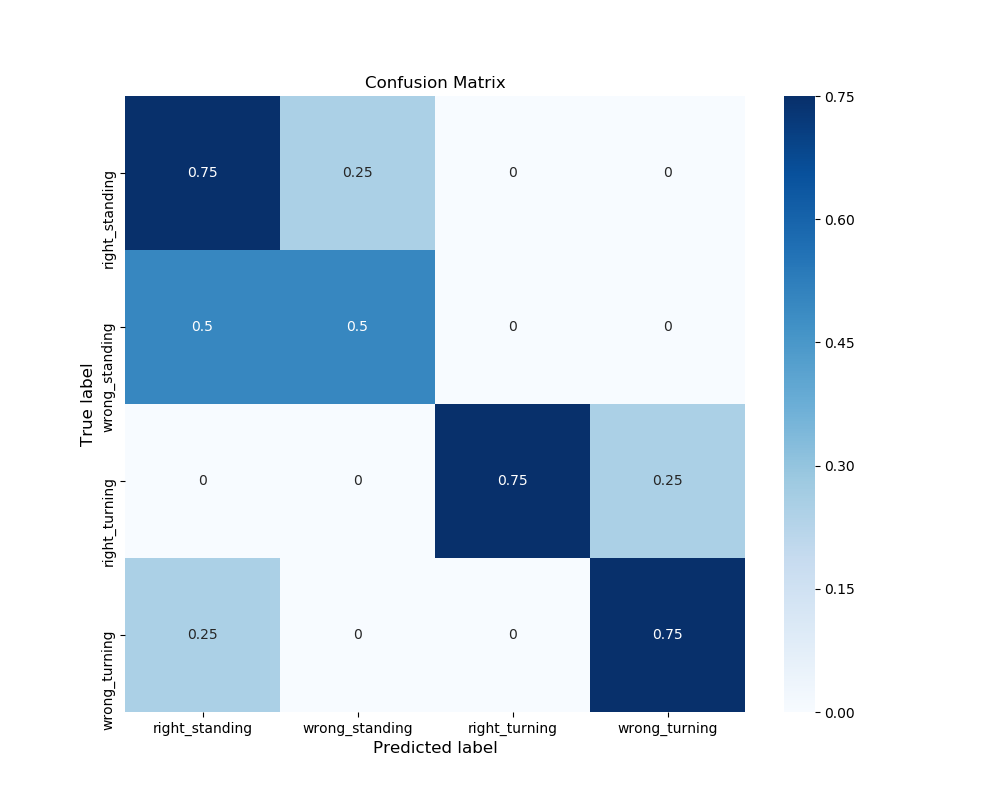 Confusion Matrix
True label
right_standing
0.75 0.25 0 0
wrong_standing
0.5 0.5 0 0
right_turning
0 0 0.75 0.25
wrong_turning
0.25 0 0 0.75
right_standing wrong_standing right_turning wrong_turning
Predicted label
0.75
0.60
0.45
0.30
0.15
0.00